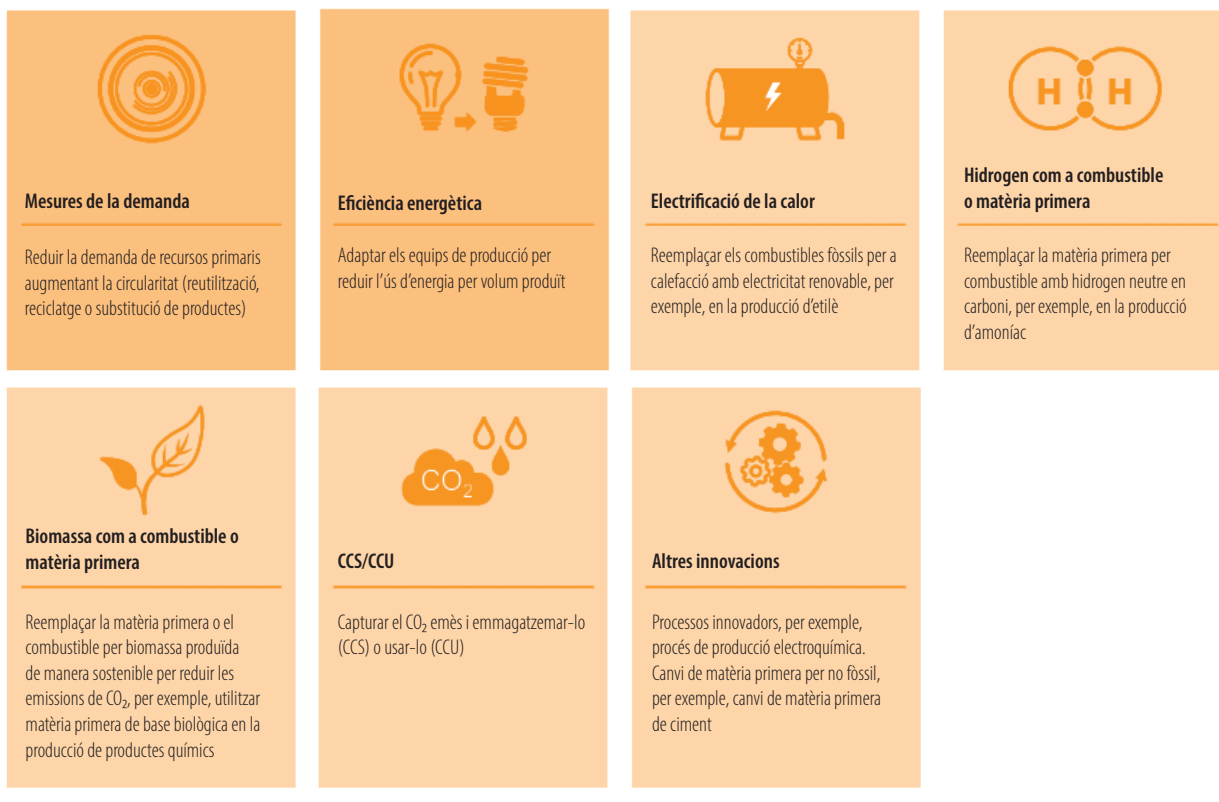 Mesures de la demanda
Reduir la demanda de recursos primaris
augmentant la circularitat (reutilització,
reciclatge o substitució de productes)
Eficiència energètica
Adaptar els equips de producció per
reduir l’ús d’energia per volum produït
Electrificació de la calor
Reemplaçar els combustibles fòssils per a
calefacció amb electricitat renovable, per
exemple, en la producció d’etilè
H H
Hidrogen com a combustible
o matèria primera
Reemplaçar la matèria primera per
combustible amb hidrogen neutre en
carboni, per exemple, en la producció
d’amoníac
Biomassa com a combustible o
matèria primera
Reemplaçar la matèria primera o el
combustible per biomassa produïda
de manera sostenible per reduir les
emissions de CO₂, per exemple, utilitzar
matèria primera de base biològica en la
producció de productes químics
CO₂
CCS/CCU
Capturar el CO₂ emès i emmagatzemar-lo
(CCS) o usar-lo (CCU)
Altres innovacions
Processos innovadors, per exemple,
procés de producció electroquímica.
Canvi de matèria primera per no fòssil,
per exemple, canvi de matèria primera
de ciment